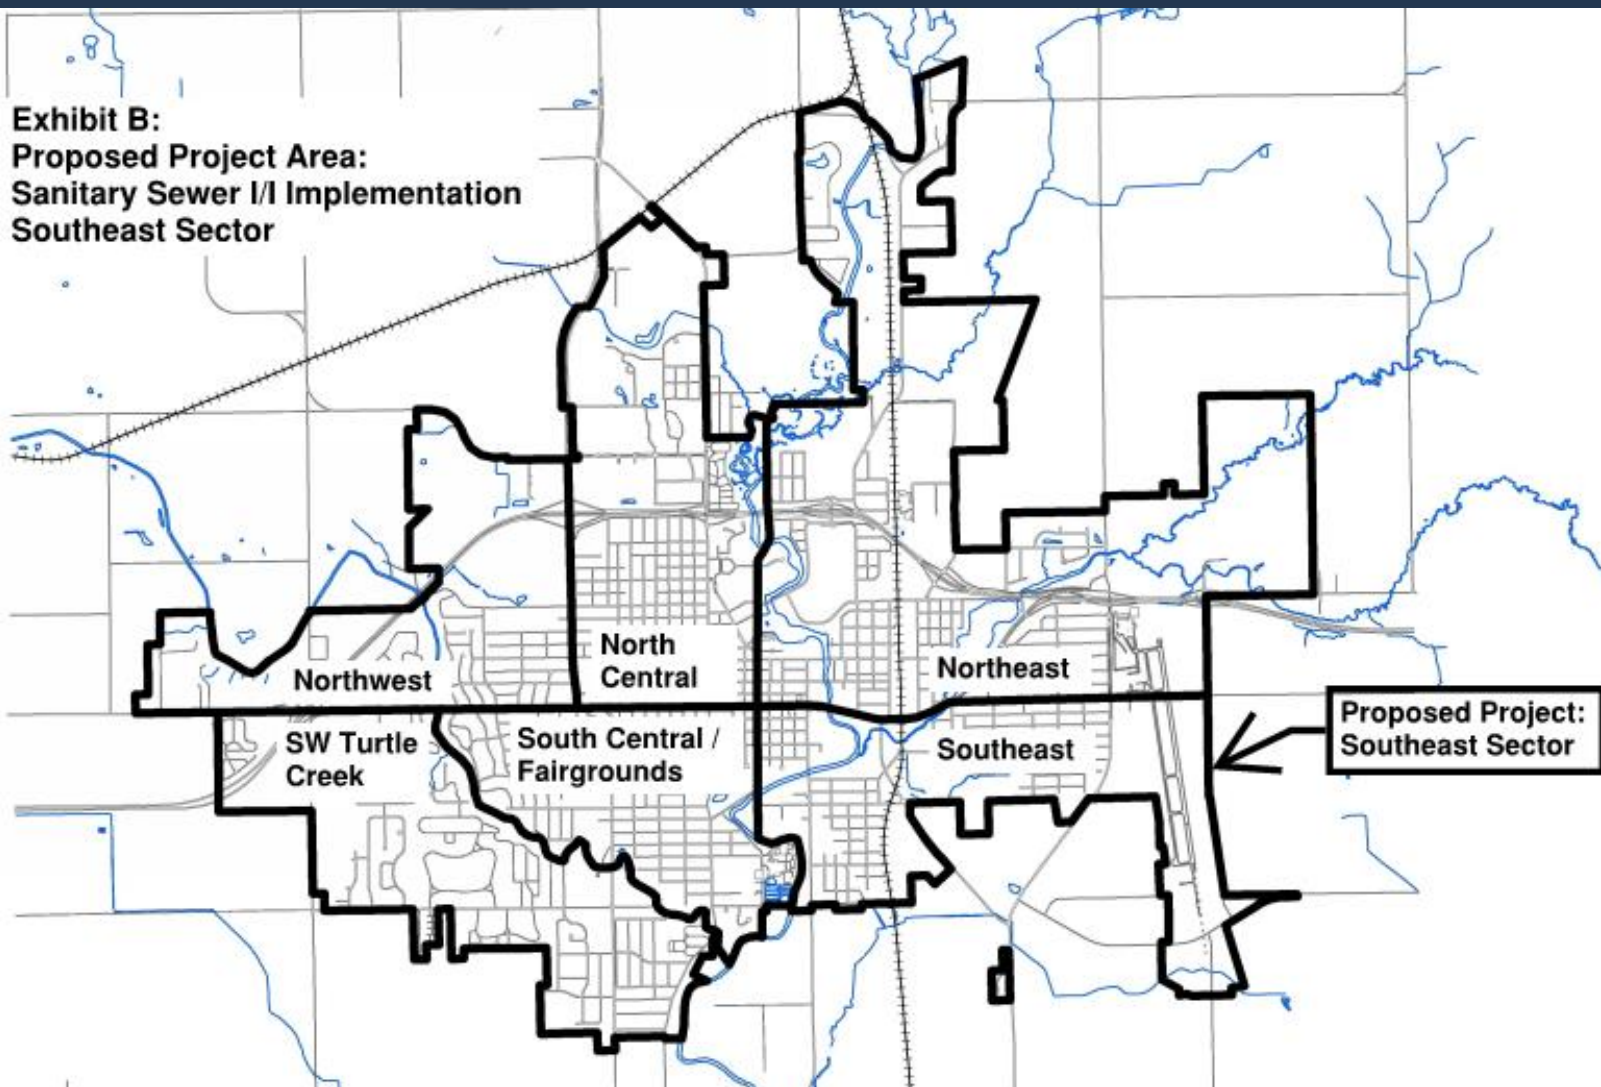 Exhibit B:
Proposed Project Area:
Sanitary Sewer I/I Implementation
Southeast Sector
North
Central
Northwest
Northeast
Proposed Project:
Southeast Sector
SW Turtle
Creek
South Central /
Fairgrounds
Southeast